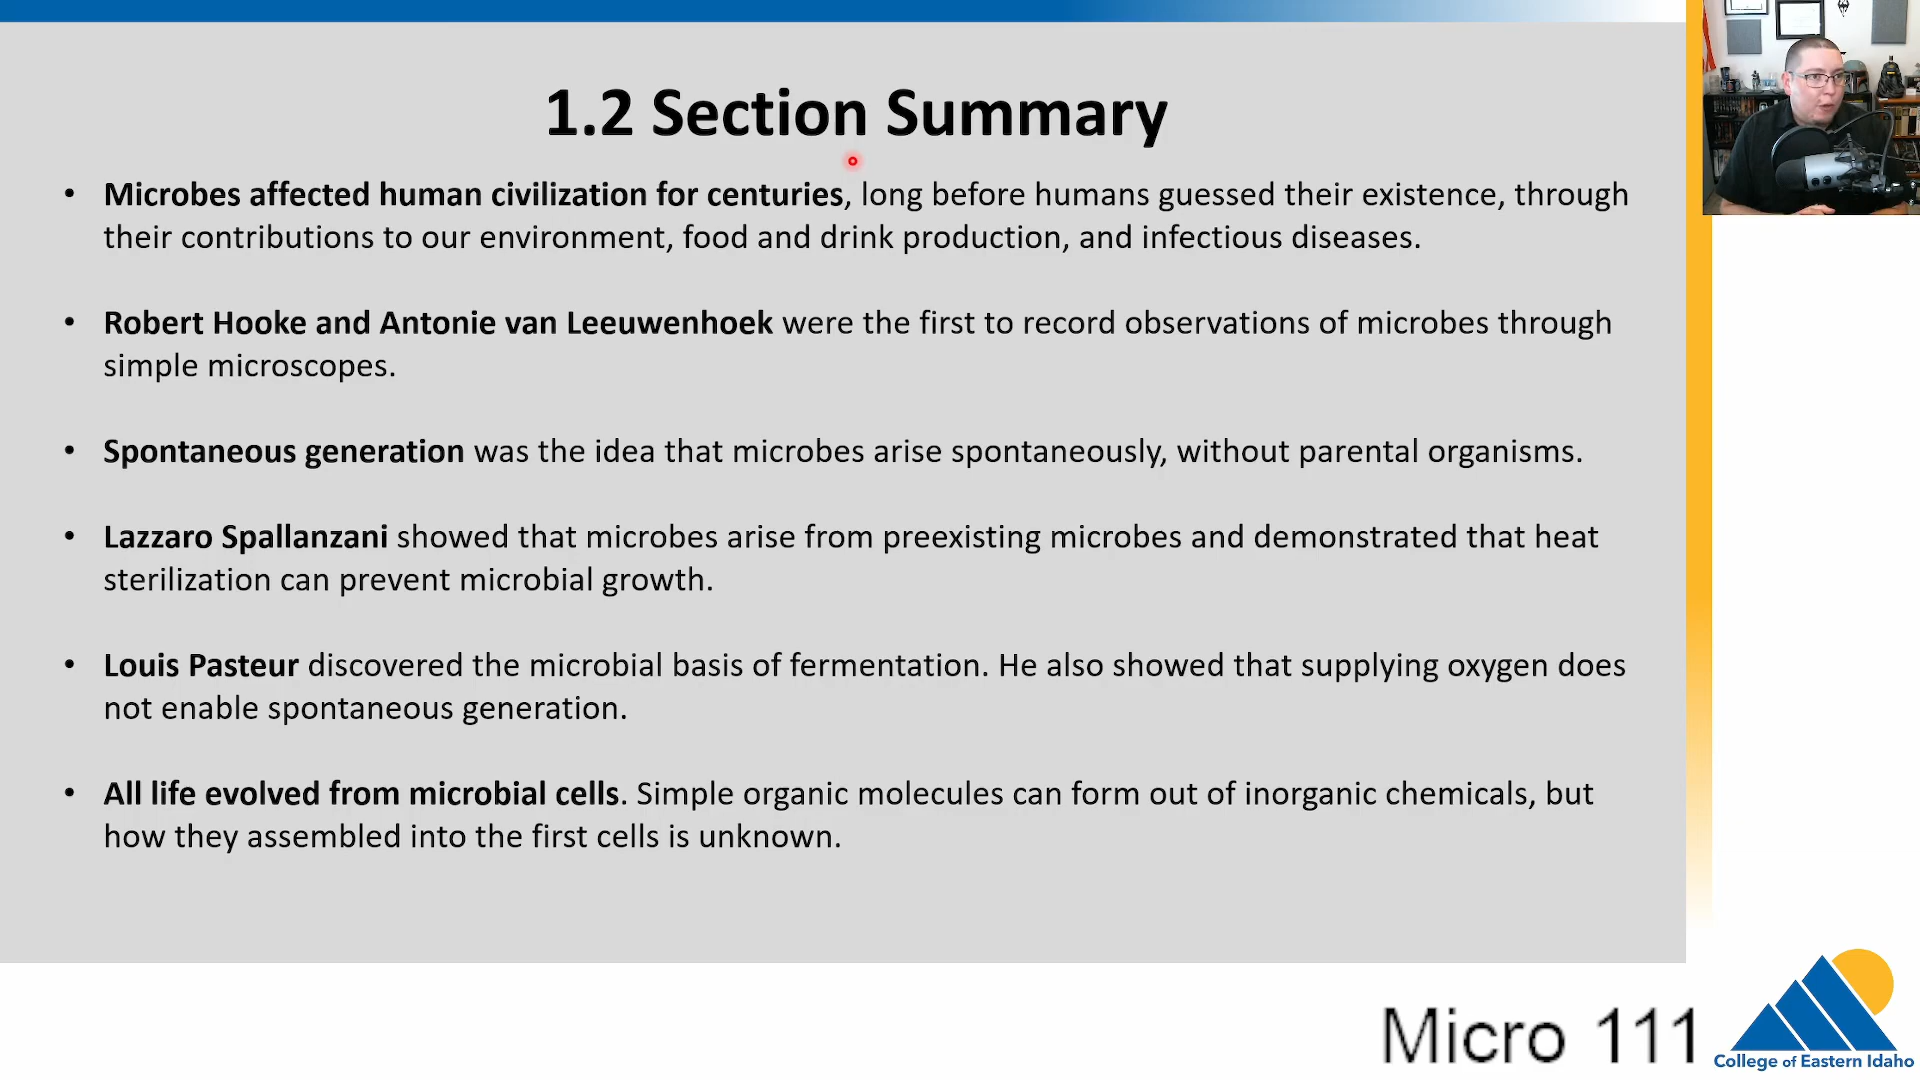 1.2 Section Summary
• Microbes affected human civilization for centuries, long before humans guessed their existence, through
their contributions to our environment, food and drink production, and infectious diseases.
• Robert Hooke and Antonie van Leeuwenhoek were the first to record observations of microbes through
simple microscopes.
• Spontaneous generation was the idea that microbes arise spontaneously, without parental organisms.
• Lazzaro Spallanzani showed that microbes arise from preexisting microbes and demonstrated that heat
sterilization can prevent microbial growth.
• Louis Pasteur discovered the microbial basis of fermentation. He also showed that supplying oxygen does
not enable spontaneous generation.
• All life evolved from microbial cells. Simple organic molecules can form out of inorganic chemicals, but
how they assembled into the first cells is unknown.
Micro 111
College of Eastern Idaho